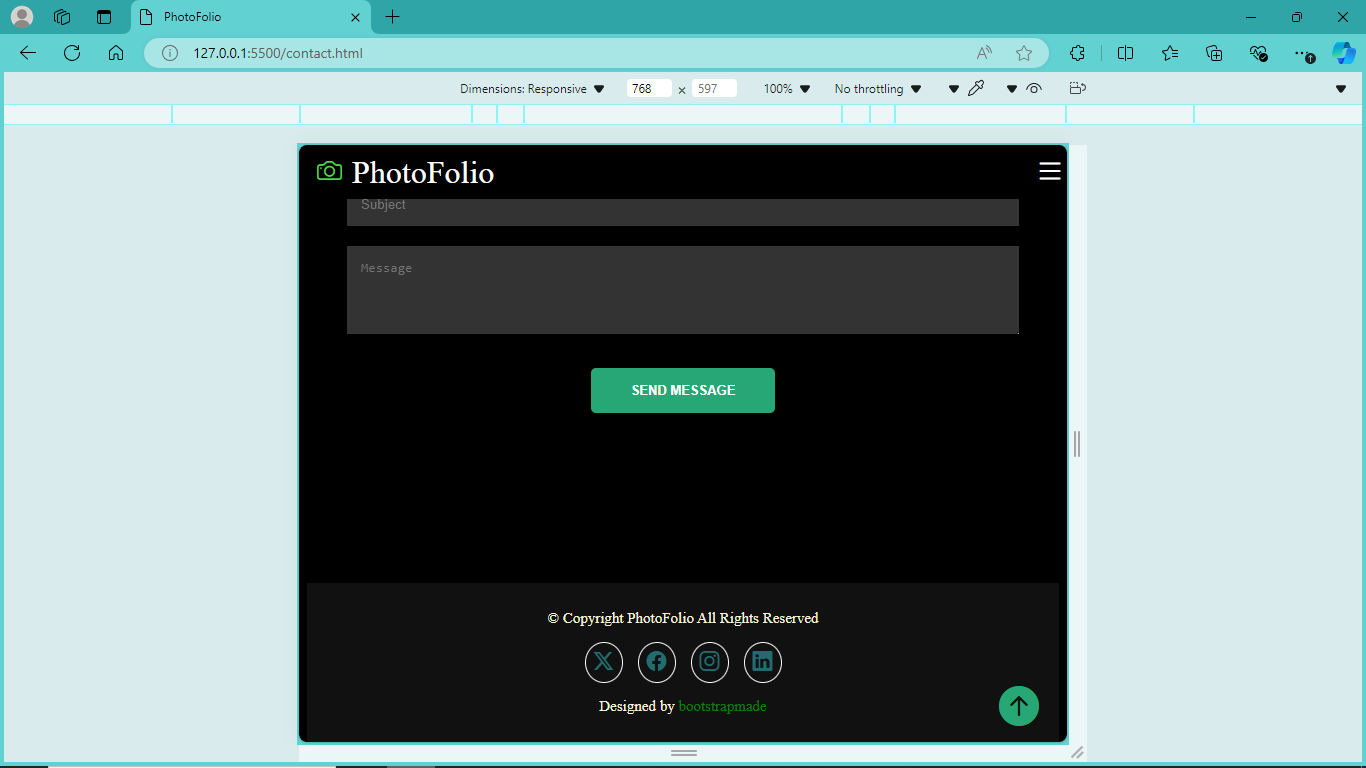 PhotoFolio
127.0.0.1:5500/contact.html
Dimensions: Responsive 768 × 597 100% No throttling
PhotoFolio
Subject
Message
SEND MESSAGE
© Copyright PhotoFolio All Rights Reserved
Designed by bootstrapmade